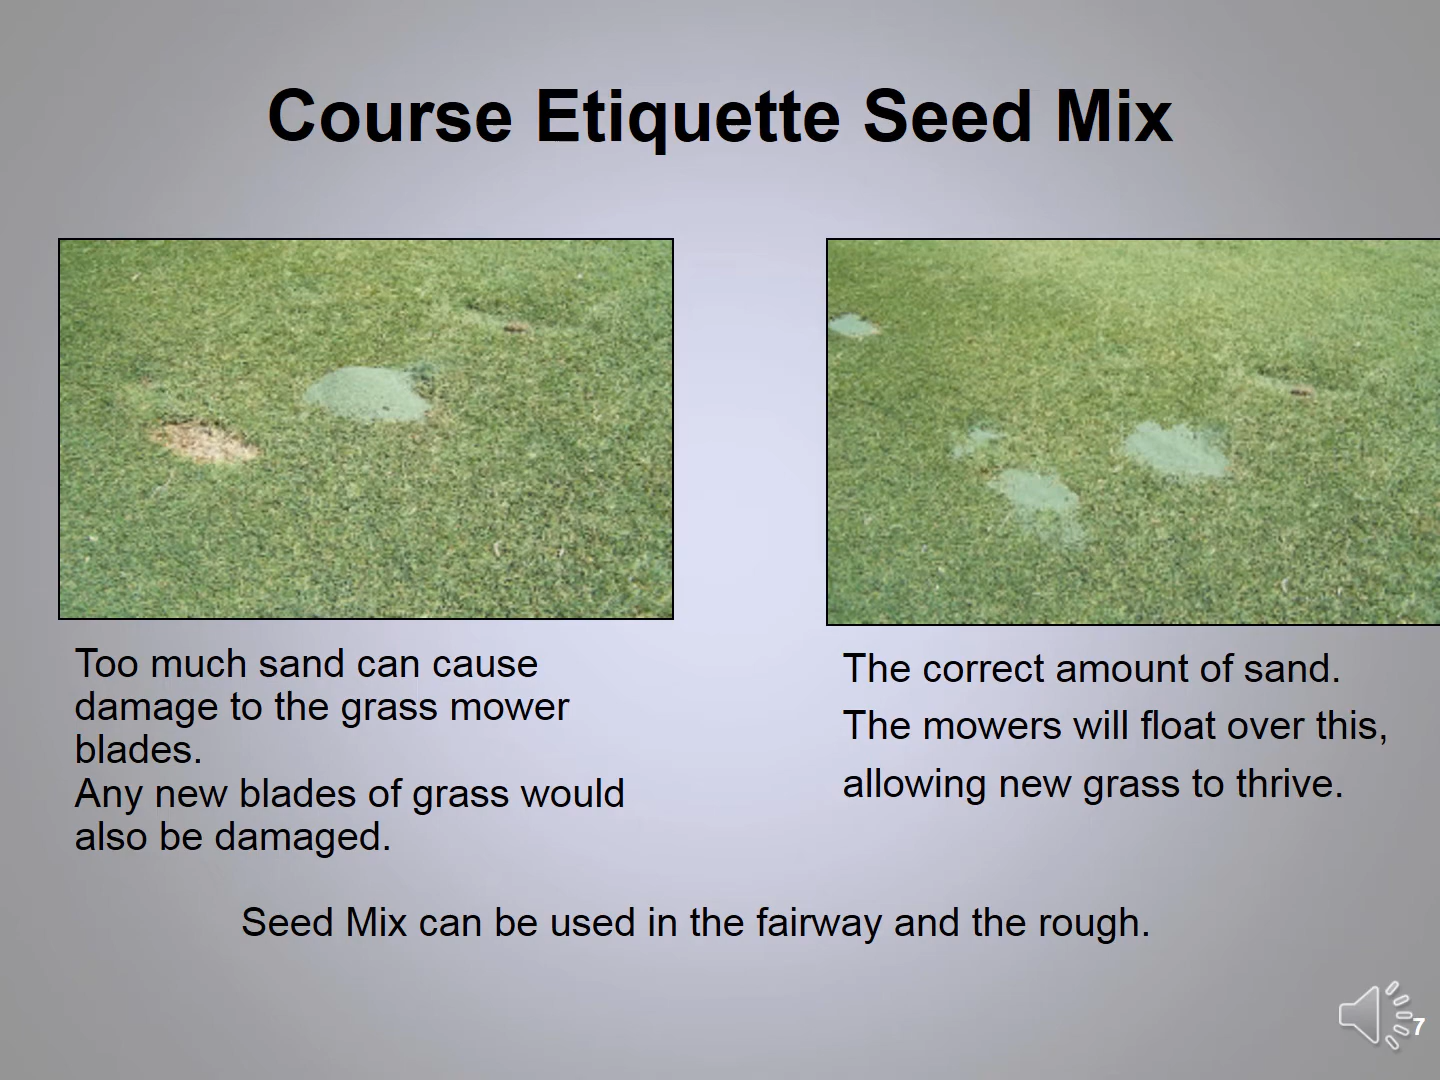 Course Etiquette Seed Mix
Too much sand can cause
damage to the grass mower
blades.
Any new blades of grass would
also be damaged.
The correct amount of sand.
The mowers will float over this,
allowing new grass to thrive.
Seed Mix can be used in the fairway and the rough.
7